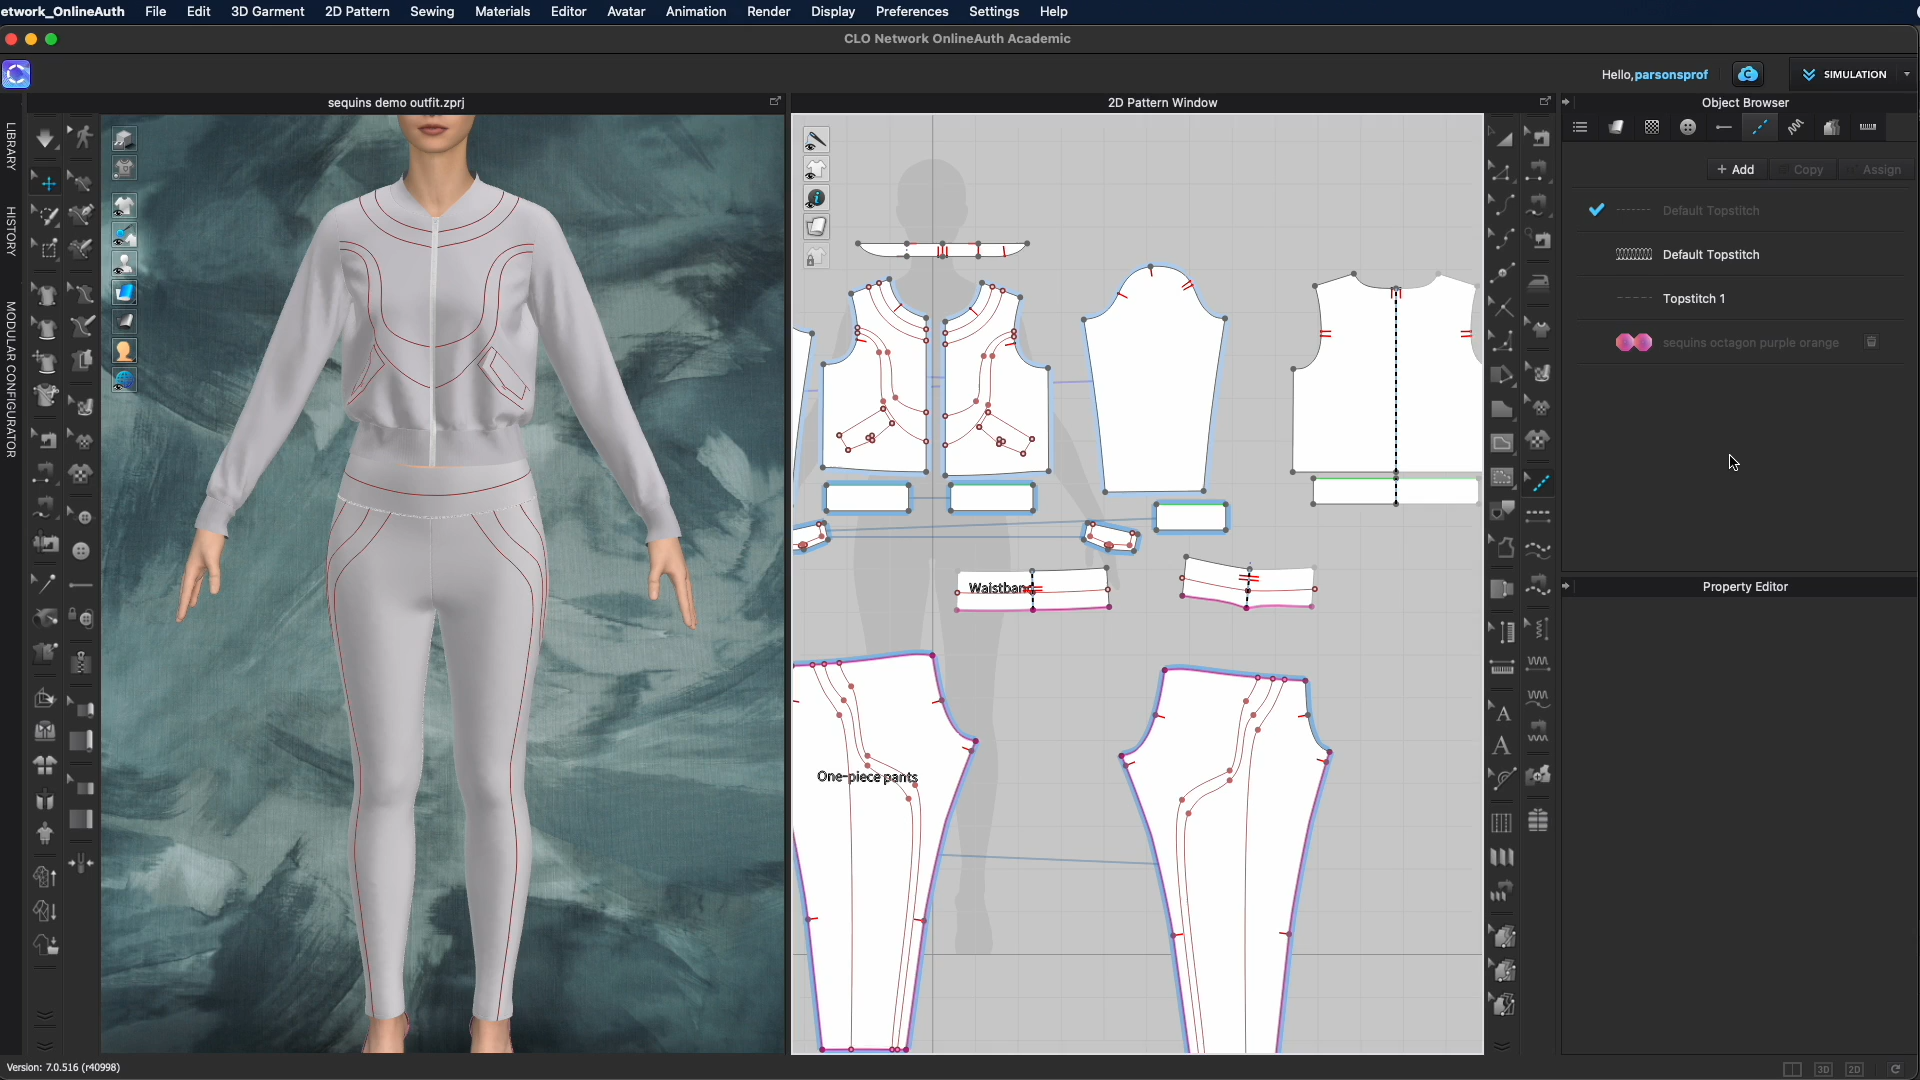 etwork_OnlineAuth File Edit 3D Garment 2D Pattern Sewing Materials Editor Avatar Animation Render Display Preferences Settings Help
CLO Network OnlineAuth Academic
Hello,parsonsprof
SIMULATION
sequins demo outfit.zprj
2D Pattern Window
Object Browser
LIBRARY
HISTORY
MODULAR CONFIGURATOR
+ Add Copy Assign
Default Topstitch
Default Topstitch
Topstitch 1
sequins octagon purple orange
Property Editor
Waistband
One-piece pants
A
A
Version: 7.0.516 (r40998)
3D
2D